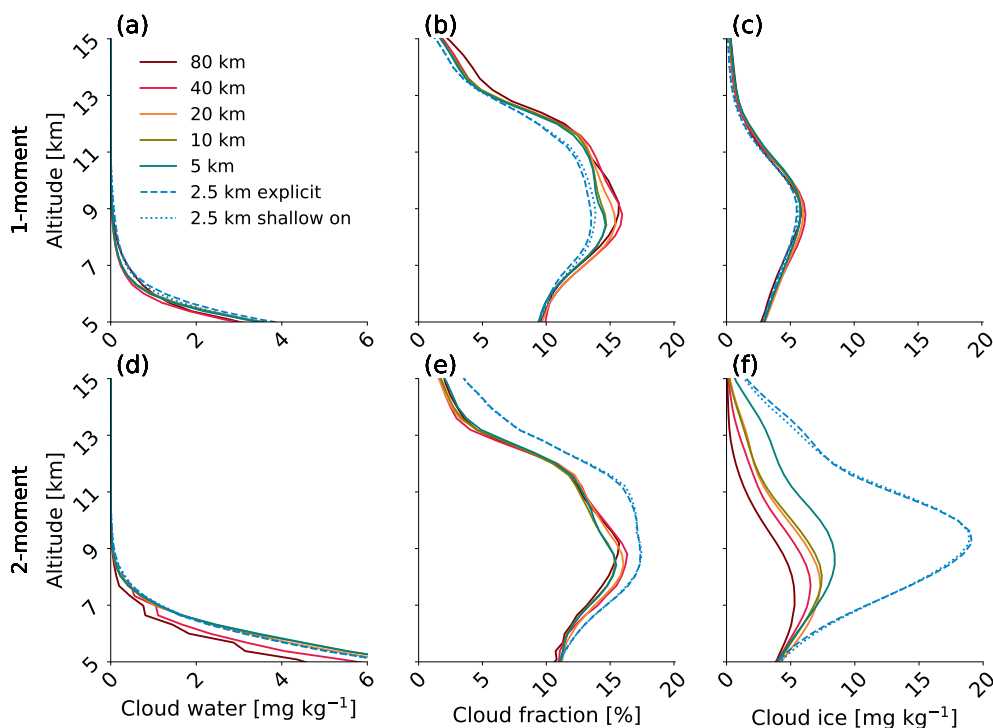 (a)
(b)
(c)
80 km
40 km
20 km
10 km
5 km
2.5 km explicit
2.5 km shallow on
1-moment
Altitude [km]
15
13
11
9
7
5
0 2 4 6
0 5 10 15 20
0 5 10 15 20
(d)
(e)
(f)
2-moment
Altitude [km]
15
13
11
9
7
5
0 2 4 6
0 5 10 15 20
0 5 10 15 20
Cloud water [mg kg⁻¹]
Cloud fraction [%]
Cloud ice [mg kg⁻¹]